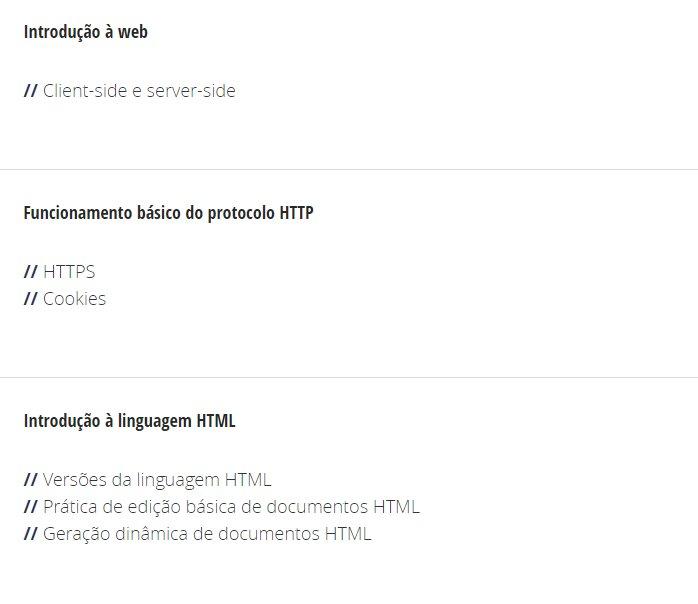 Introdução à web
// Client-side e server-side
Funcionamento básico do protocolo HTTP
// HTTPS
// Cookies
Introdução à linguagem HTML
// Versões da linguagem HTML
// Prática de edição básica de documentos HTML
// Geração dinâmica de documentos HTML